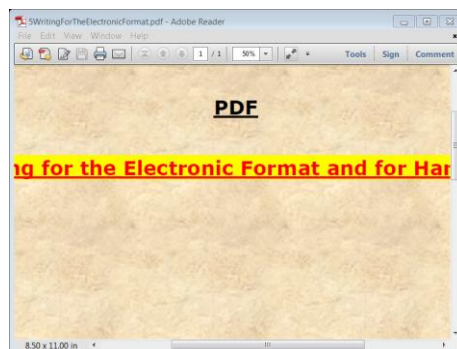 5WritingForTheElectronicFormat.pdf - Adobe Reader
File Edit View Window Help
1 / 1 50% Tools Sign Comment
PDF
ng for the Electronic Format and for Har
8.50 x 11.00 in